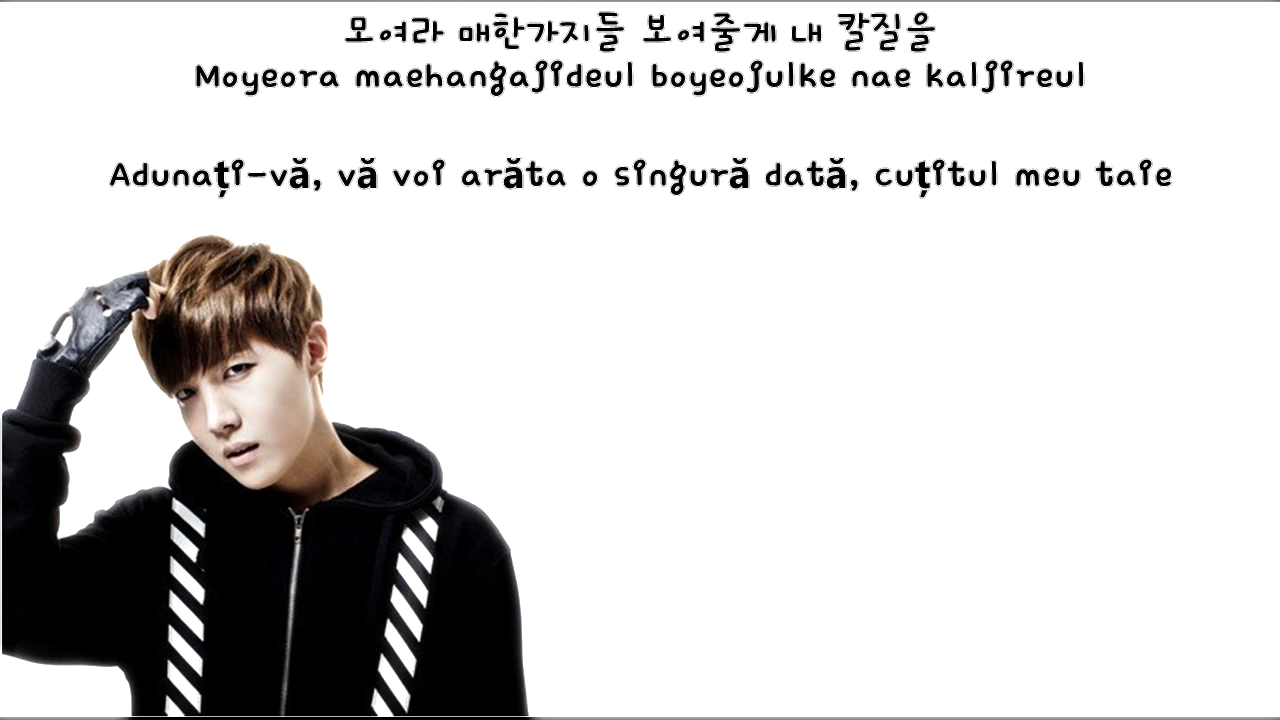 모여라 매한가지들 보여줄게 내 칼질을
Moyeora maehangajideul boyeojulke nae kaljireul
Adunați-vă, vă voi arăta o singură dată, cuțitul meu taie